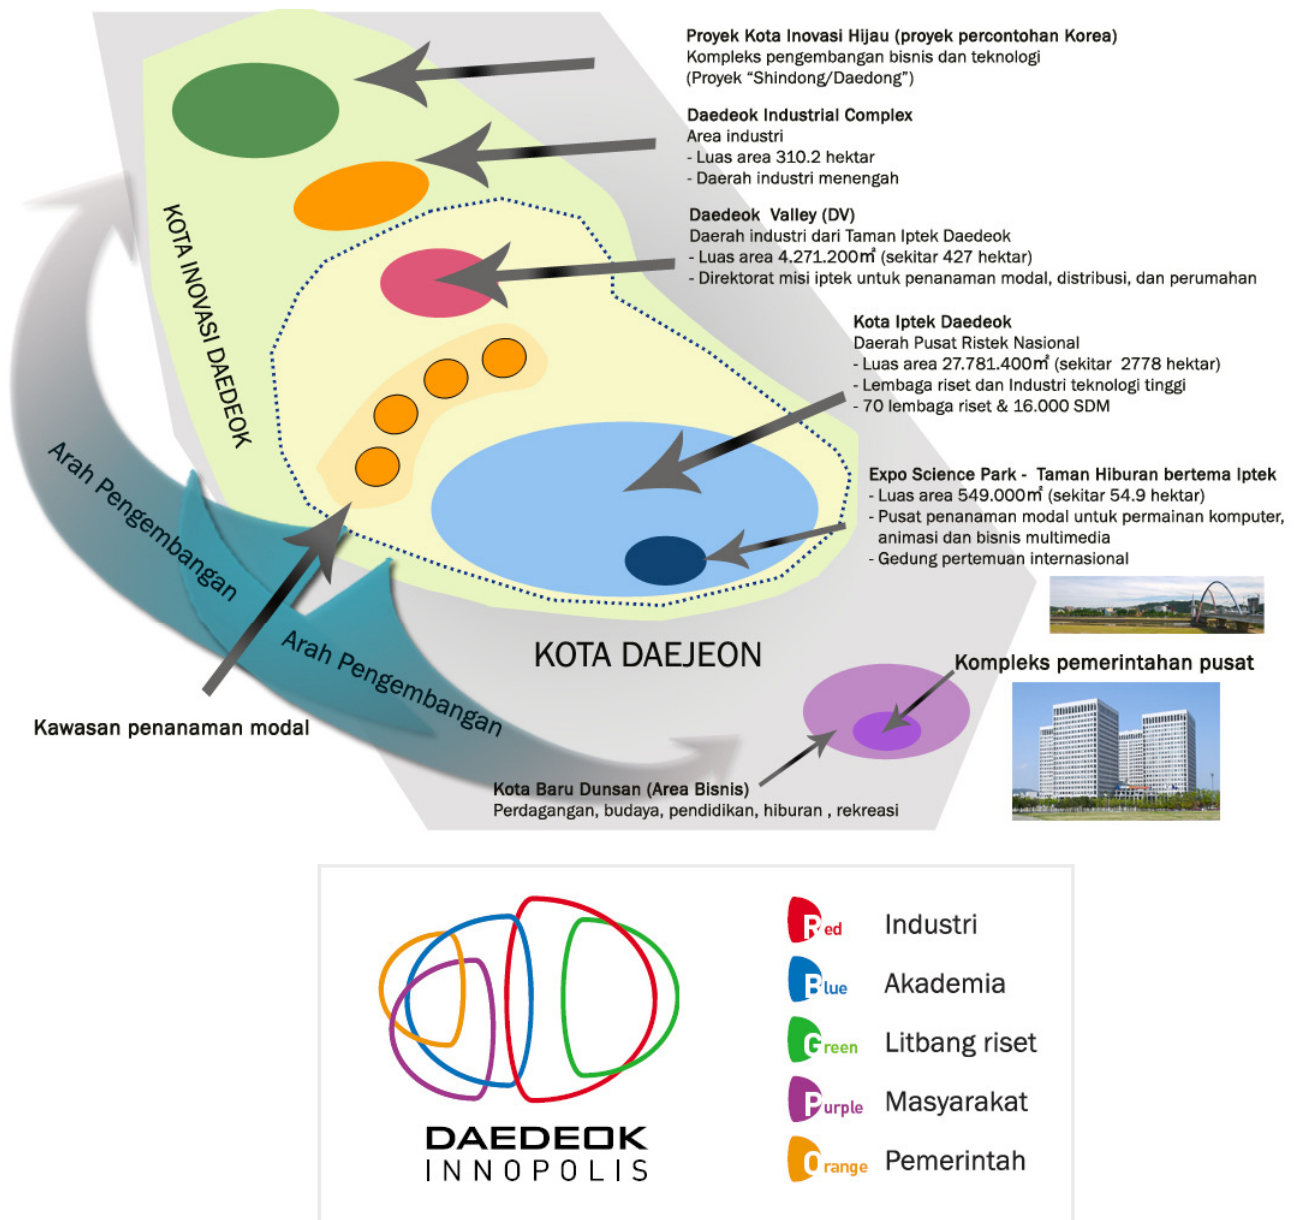 Proyek Kota Inovasi Hijau (proyek percontohan Korea)
Kompleks pengembangan bisnis dan teknologi
(Proyek “Shindong/Daedong”)
Daedeok Industrial Complex
Area industri
- Luas area 310.2 hektar
- Daerah industri menengah
Daedeok Valley (DV)
Daerah industri dari Taman Iptek Daedeok
- Luas area 4.271.200㎡ (sekitar 427 hektar)
- Direktorat misi iptek untuk penanaman modal, distribusi, dan perumahan
Kota Iptek Daedeok
Daerah Pusat Ristek Nasional
- Luas area 27.781.400㎡ (sekitar 2778 hektar)
- Lembaga riset dan Industri teknologi tinggi
- 70 lembaga riset & 16.000 SDM
Expo Science Park - Taman Hiburan bertema Iptek
- Luas area 549.000㎡ (sekitar 54.9 hektar)
- Pusat penanaman modal untuk permainan komputer,
animasi dan bisnis multimedia
- Gedung pertemuan internasional
KOTA INOVASI DAEDEOK
Arah Pengembangan
Arah Pengembangan
KOTA DAEJEON
Kompleks pemerintahan pusat
Kawasan penanaman modal
Kota Baru Dunsan (Area Bisnis)
Perdagangan, budaya, pendidikan, hiburan , rekreasi
Red Industri
Blue Akademia
Green Litbang riset
Purple Masyarakat
Orange Pemerintah
DAEDEOK
INNOPOLIS